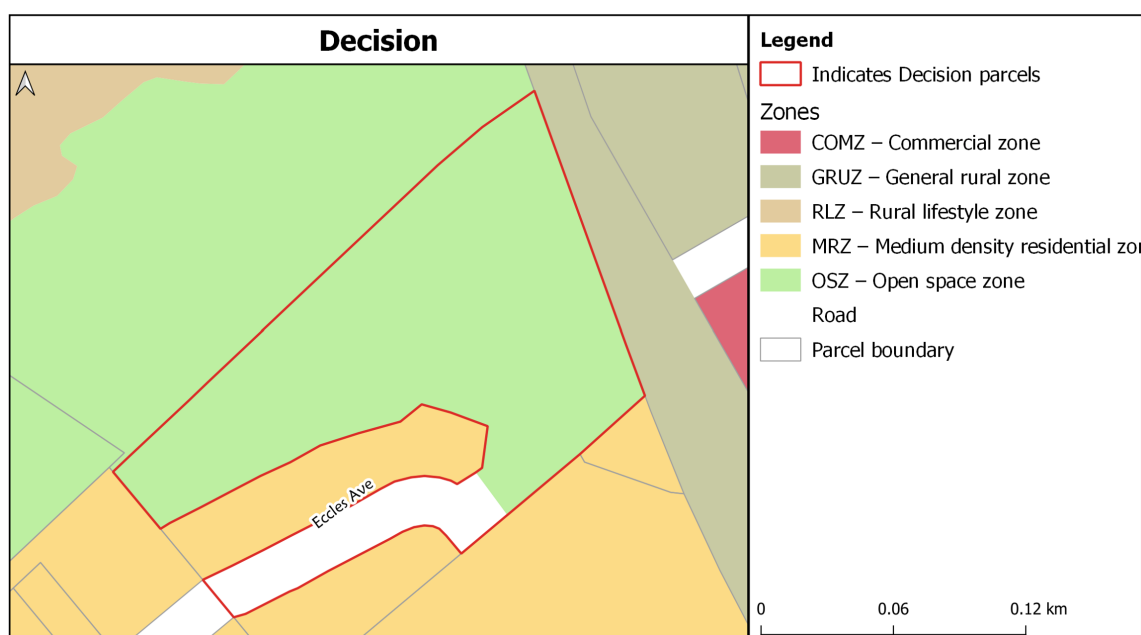 Decision
Eccles Ave
Legend
Indicates Decision parcels
Zones
COMZ – Commercial zone
GRUZ – General rural zone
RLZ – Rural lifestyle zone
MRZ – Medium density residential zon
OSZ – Open space zone
Road
Parcel boundary
0 0.06 0.12 km